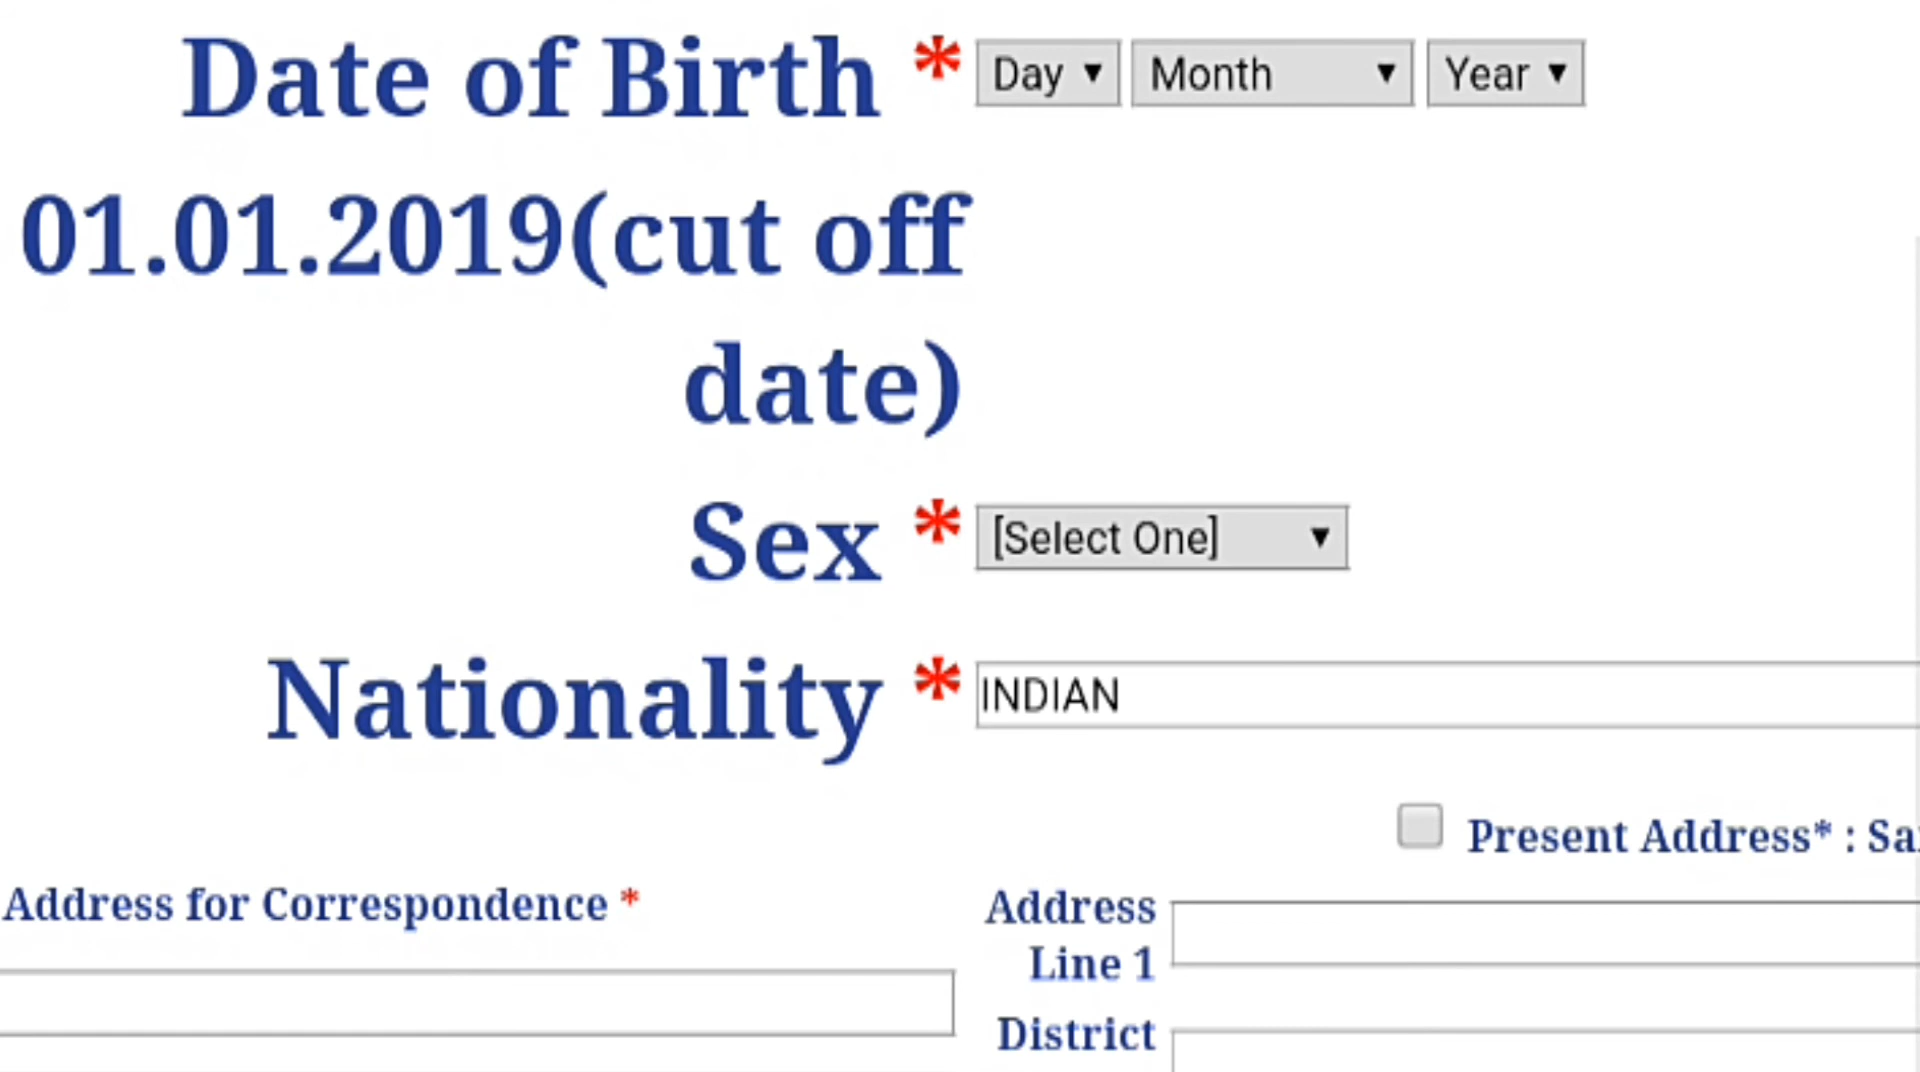 Date of Birth * Day Month Year
01.01.2019(cut off
date)
Sex * [Select One]
Nationality * INDIAN
Present Address* :
Address for Correspondence *
Address
Line 1
District